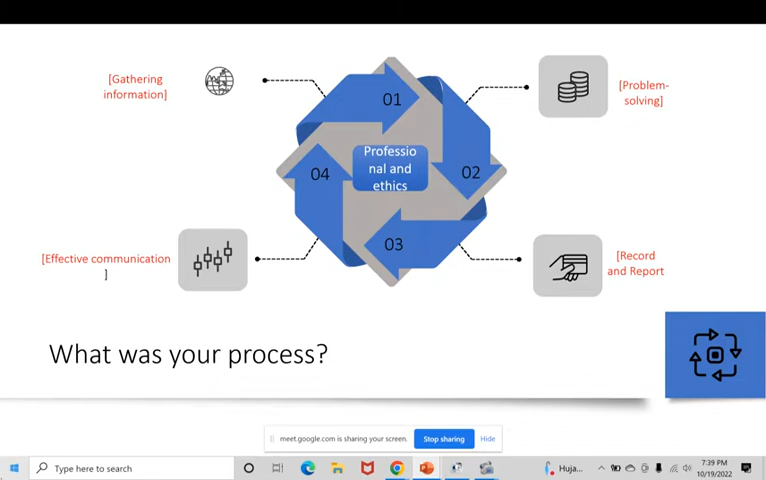 [Gathering
information]
01
[Problem-
solving]
Professio
nal and
ethics
04
02
03
[Effective communication
]
[Record
and Report
What was your process?
meet.google.com is sharing your screen.
Stop sharing
Hide
Type here to search
Huja...
7:39 PM
10/19/2022